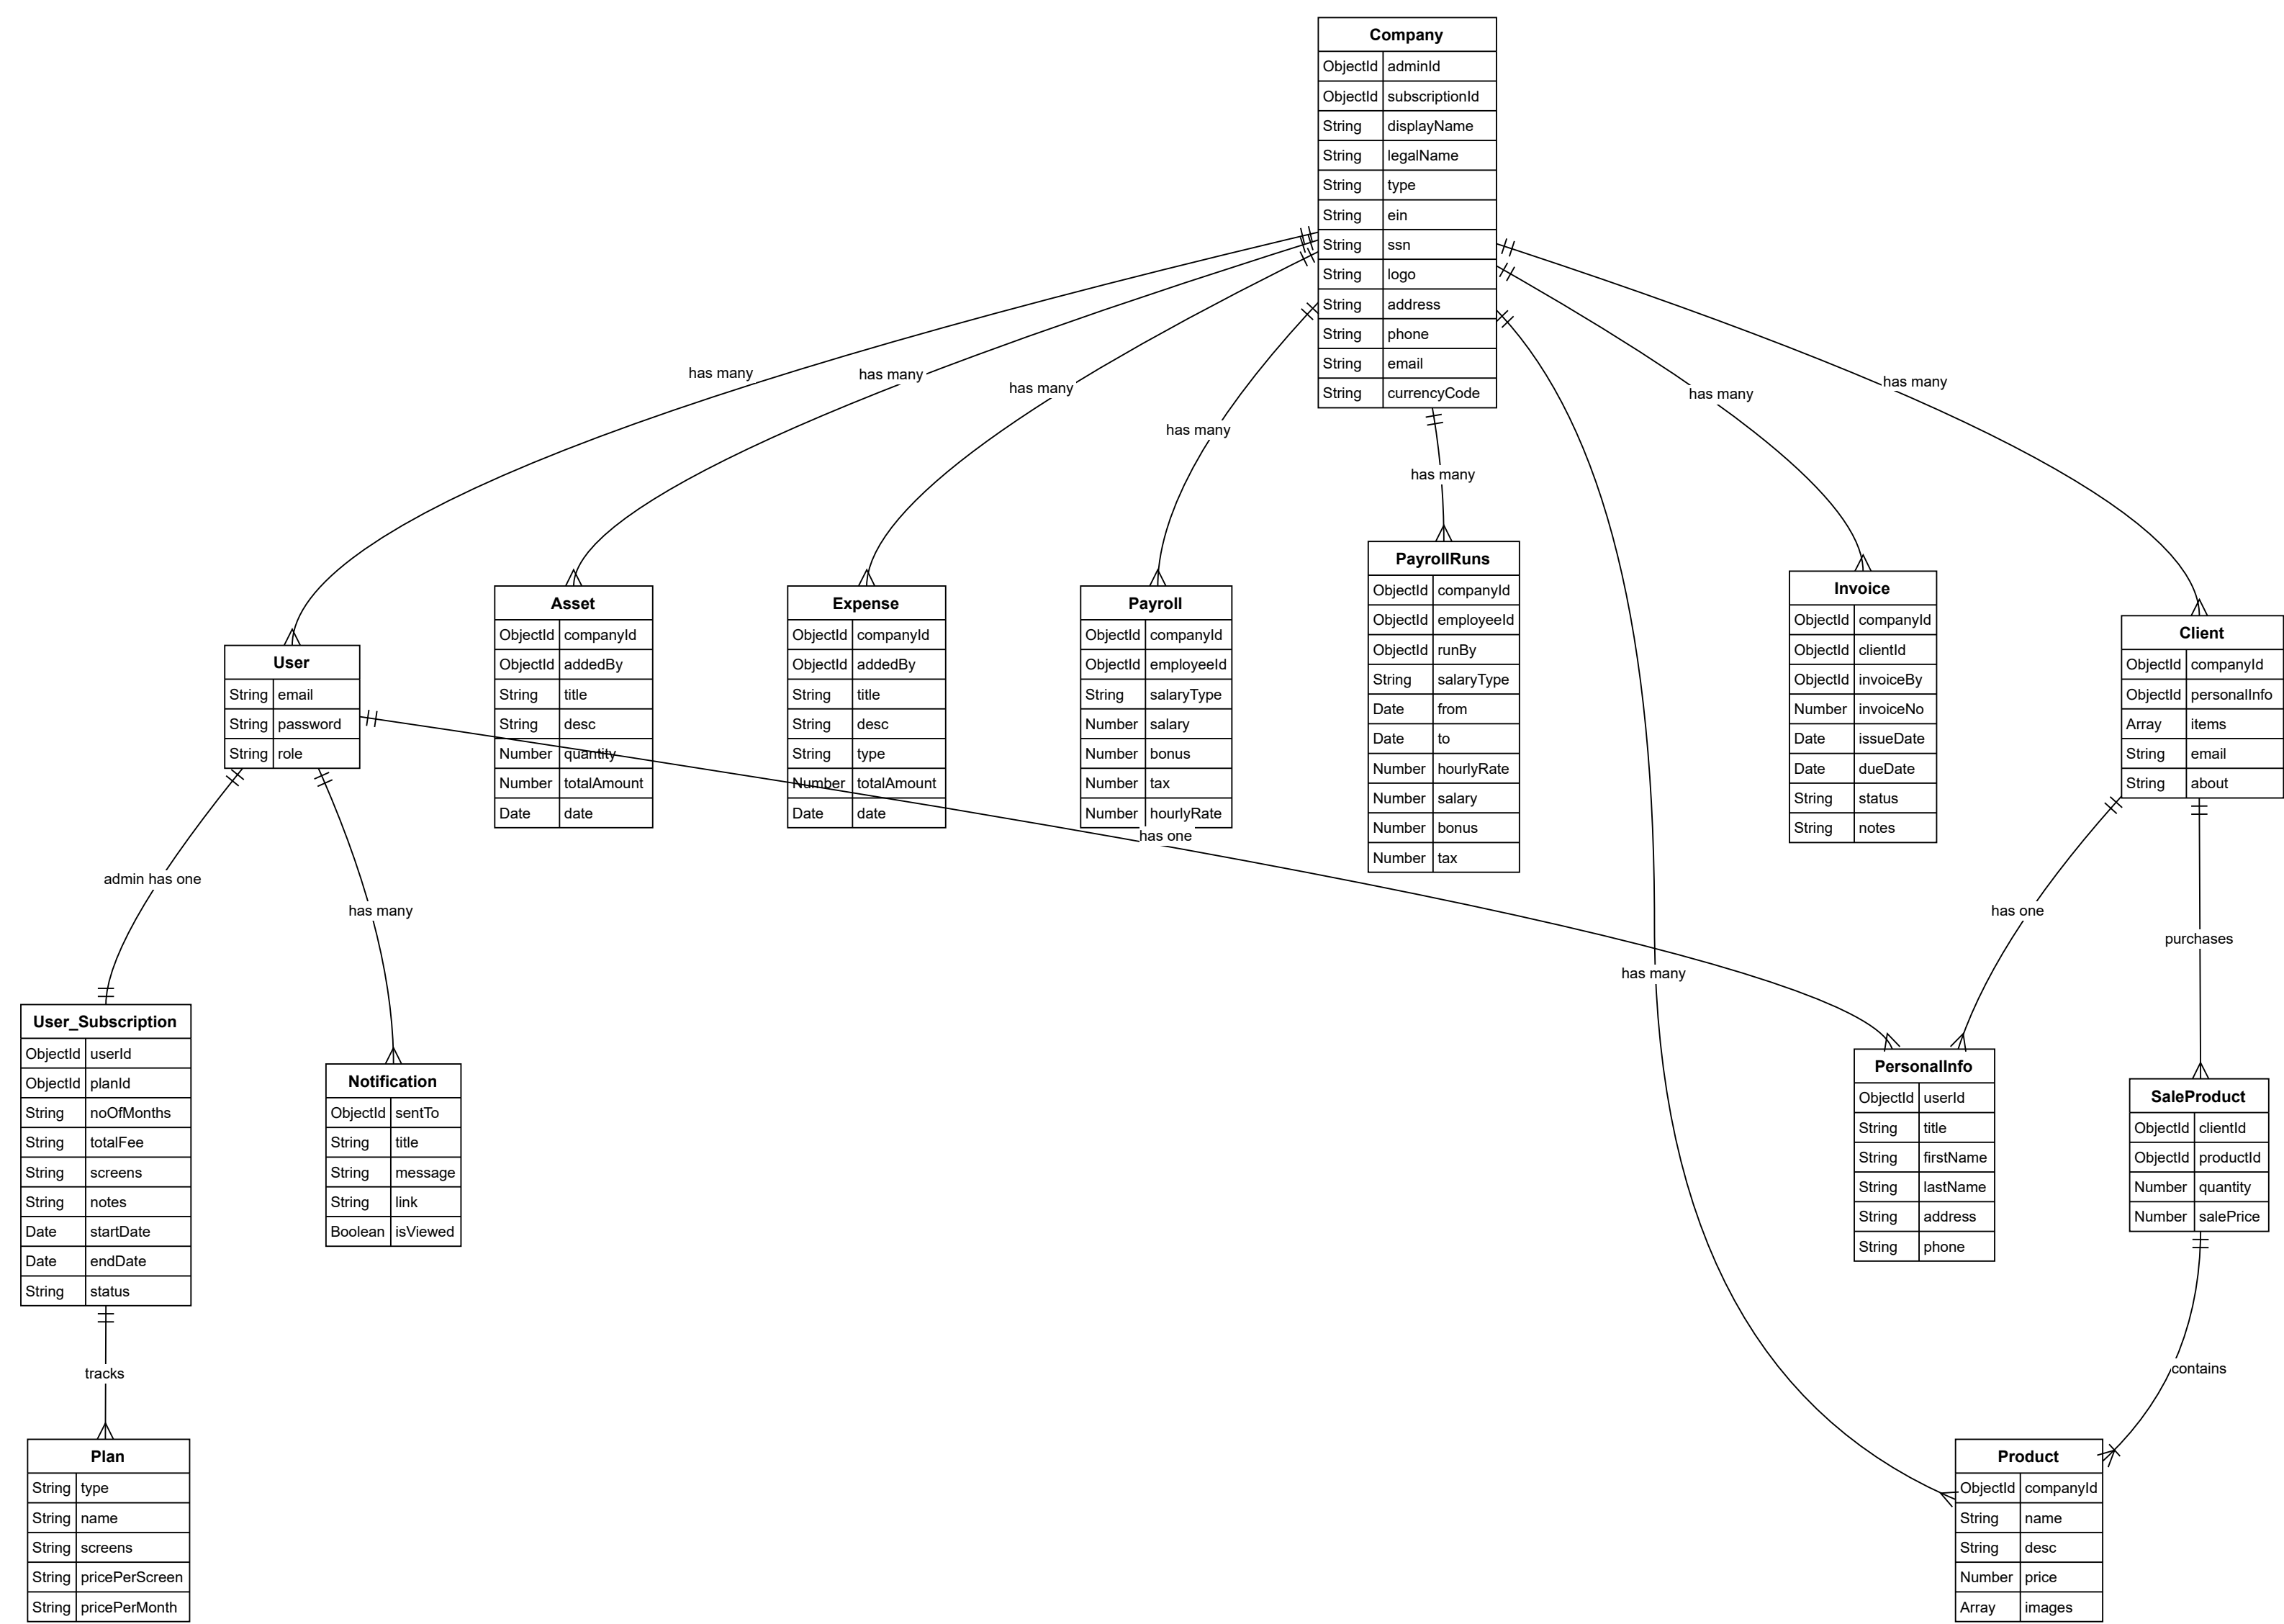 Company
ObjectId adminId
ObjectId subscriptionId
String displayName
String legalName
String type
String ein
String ssn
String logo
String address
String phone
String email
String currencyCode
has many
has many
has many
has many
has many
has many
has many
User
String email
String password
String role
Asset
ObjectId companyId
ObjectId addedBy
String title
String desc
Number quantity
Number totalAmount
Date date
Expense
ObjectId companyId
ObjectId addedBy
String title
String desc
String type
Number totalAmount
Date date
Payroll
ObjectId companyId
ObjectId employeeId
String salaryType
Number salary
Number bonus
Number tax
Number hourlyRate
PayrollRuns
ObjectId companyId
ObjectId employeeId
ObjectId runBy
String salaryType
Date from
Date to
Number hourlyRate
Number salary
Number bonus
Number tax
Invoice
ObjectId companyId
ObjectId clientId
ObjectId invoiceBy
Number invoiceNo
Date issueDate
Date dueDate
String status
String notes
Client
ObjectId companyId
ObjectId personalInfo
Array items
String email
String about
admin has one
has many
has one
has many
has one
purchases
User_Subscription
ObjectId userId
ObjectId planId
String noOfMonths
String totalFee
String screens
String notes
Date startDate
Date endDate
String status
Notification
ObjectId sentTo
String title
String message
String link
Boolean isViewed
PersonalInfo
ObjectId userId
String title
String firstName
String lastName
String address
String phone
SaleProduct
ObjectId clientId
ObjectId productId
Number quantity
Number salePrice
tracks
contains
Plan
String type
String name
String screens
String pricePerScreen
String pricePerMonth
Product
ObjectId companyId
String name
String desc
Number price
Array images